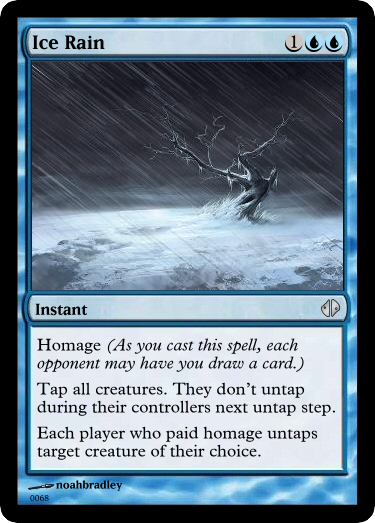 Ice Rain
1
Instant
Homage (As you cast this spell, each
opponent may have you draw a card.)
Tap all creatures. They don't untap
during their controllers next untap step.
Each player who paid homage untaps
target creature of their choice.
noahbradley
0068